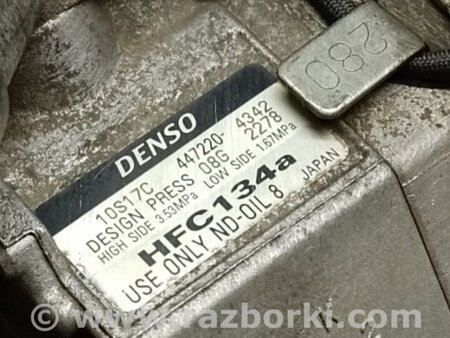 280
DENSO
10S17C 447220-4342
DESIGN PRESS 086 2278
HIGH SIDE 3.53MPa LOW SIDE 1.67MPa
HFC134a
USE ONLY ND-OIL 8 JAPAN
© www.razborki.com